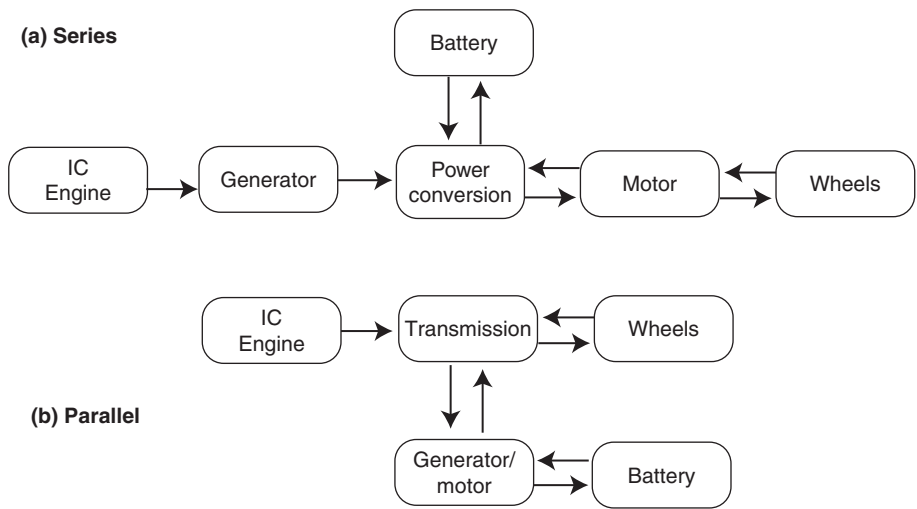 (a) Series
Battery
IC
Engine
Generator
Power
conversion
Motor
Wheels
IC
Engine
Transmission
Wheels
(b) Parallel
Generator/
motor
Battery